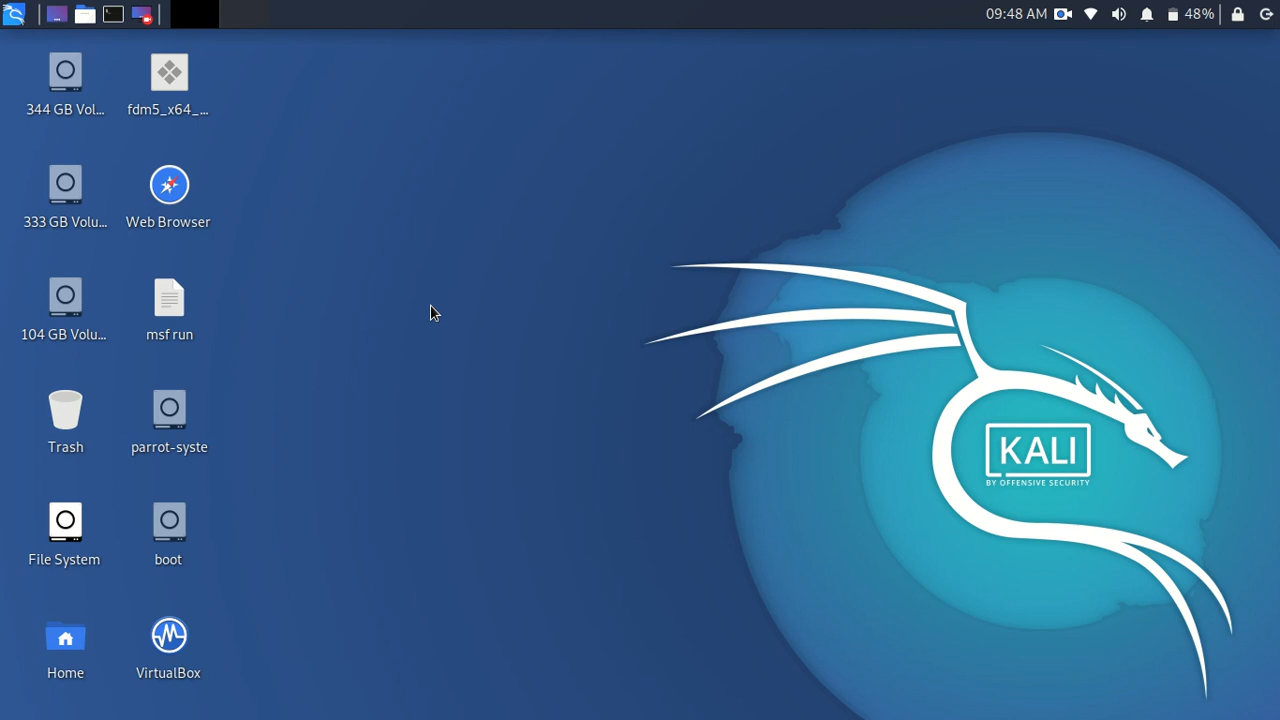 09:48 AM
48%
344 GB Vol...
fdm5_x64_...
333 GB Volu...
Web Browser
104 GB Volu...
msf run
Trash
parrot-syste
File System
boot
Home
VirtualBox
KALI
BY OFFENSIVE SECURITY